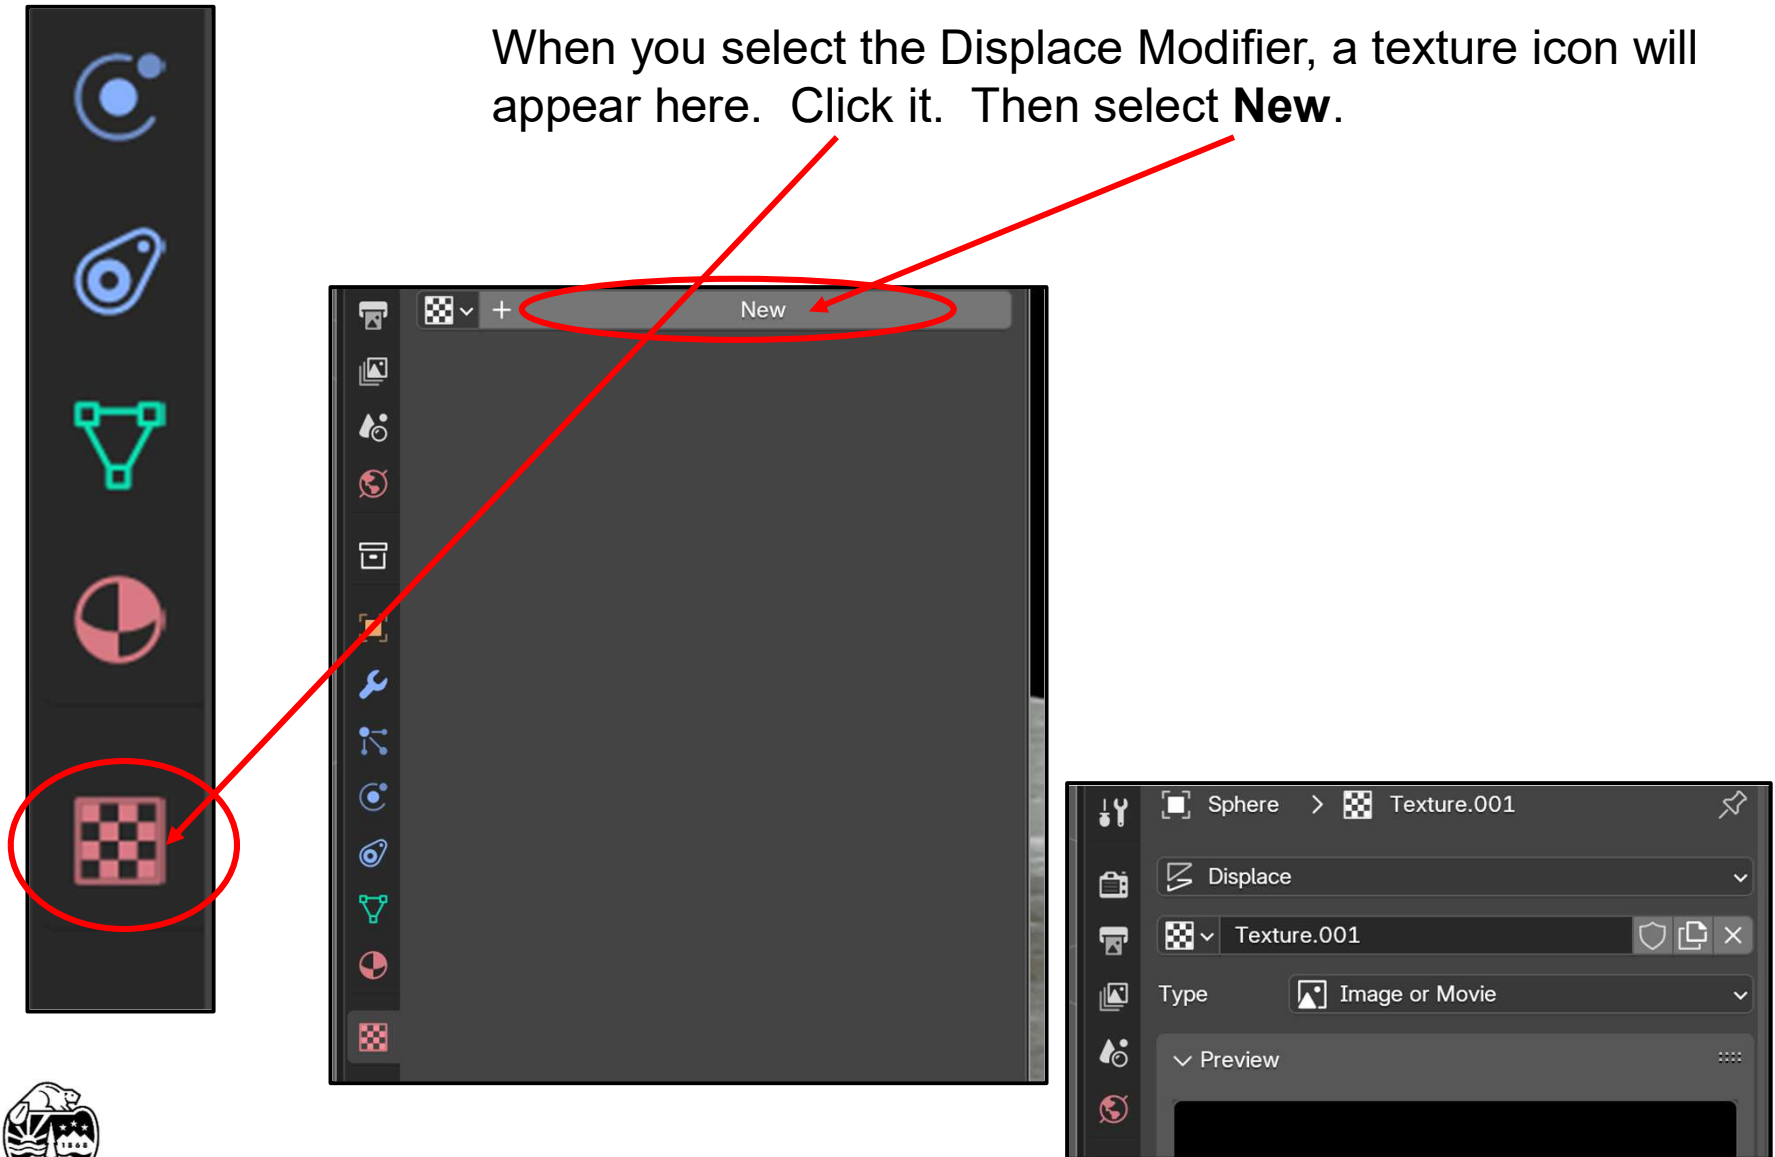 When you select the Displace Modifier, a texture icon will
appear here.  Click it.  Then select New.
New
Sphere > Texture.001
Displace
Texture.001
Type Image or Movie
Preview
1868